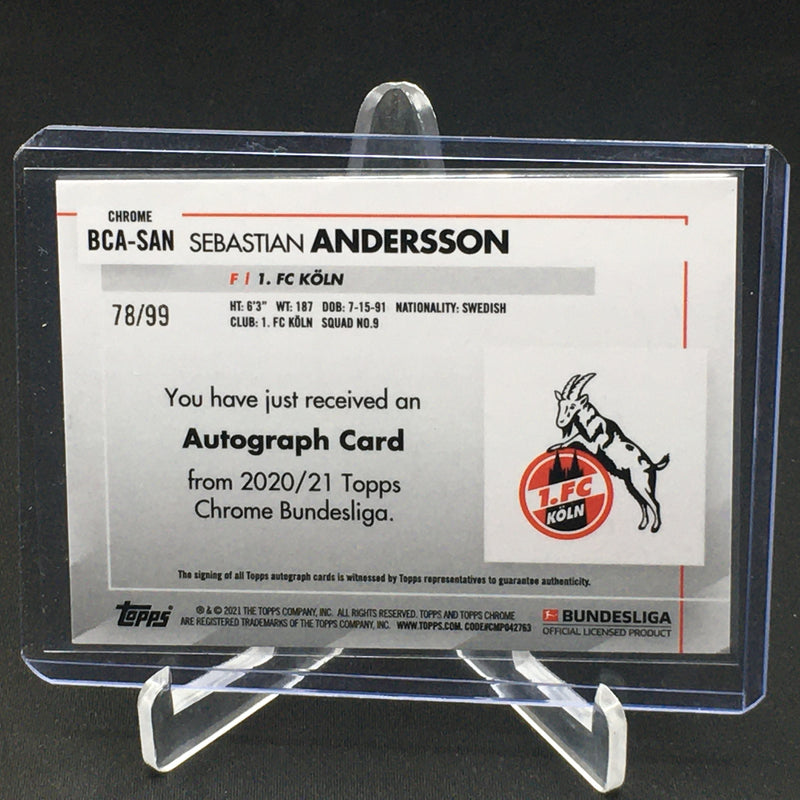 CHROME
BCA-SAN SEBASTIAN ANDERSSON
F / 1. FC KÖLN
78/99
HT: 6'3" WT: 187 DOB: 7-15-91 NATIONALITY: SWEDISH
CLUB: 1. FC KÖLN SQUAD NO.9
You have just received an
Autograph Card
from 2020/21 Topps
Chrome Bundesliga.
1.FC
KÖLN
The signing of all Topps autograph cards is witnessed by Topps representatives to guarantee authenticity.
Topps
® & © 2021 THE TOPPS COMPANY, INC. ALL RIGHTS RESERVED. TOPPS AND TOPPS CHROME
ARE REGISTERED TRADEMARKS OF THE TOPPS COMPANY, INC. WWW.TOPPS.COM. CODE#CMP042763
BUNDESLIGA
OFFICIAL LICENSED PRODUCT